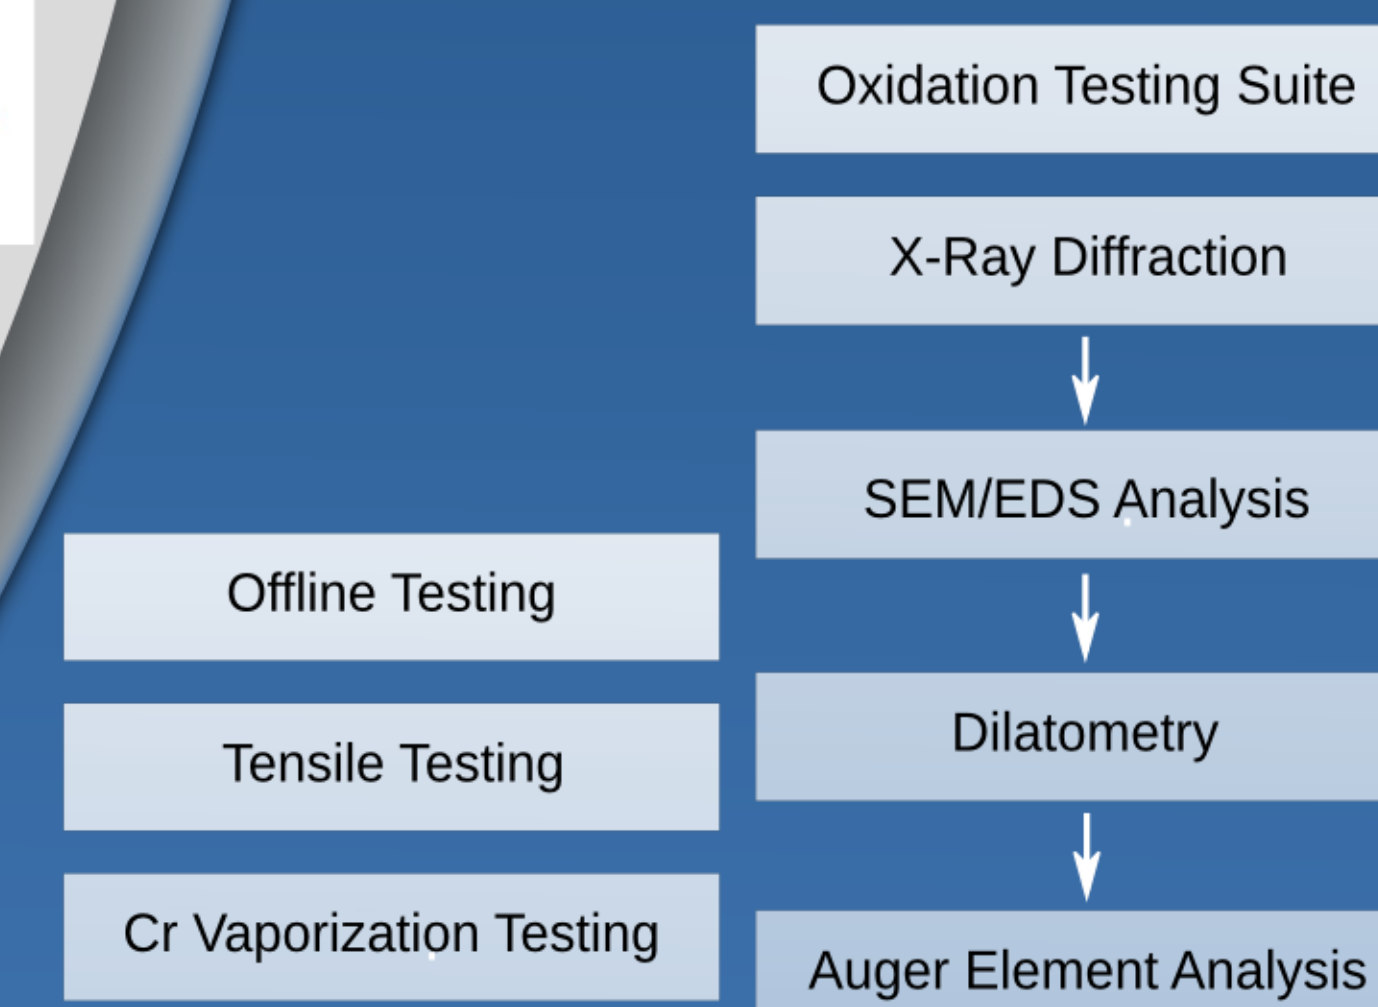 Oxidation Testing Suite
X-Ray Diffraction
SEM/EDS Analysis
Dilatometry
Auger Element Analysis
Offline Testing
Tensile Testing
Cr Vaporization Testing